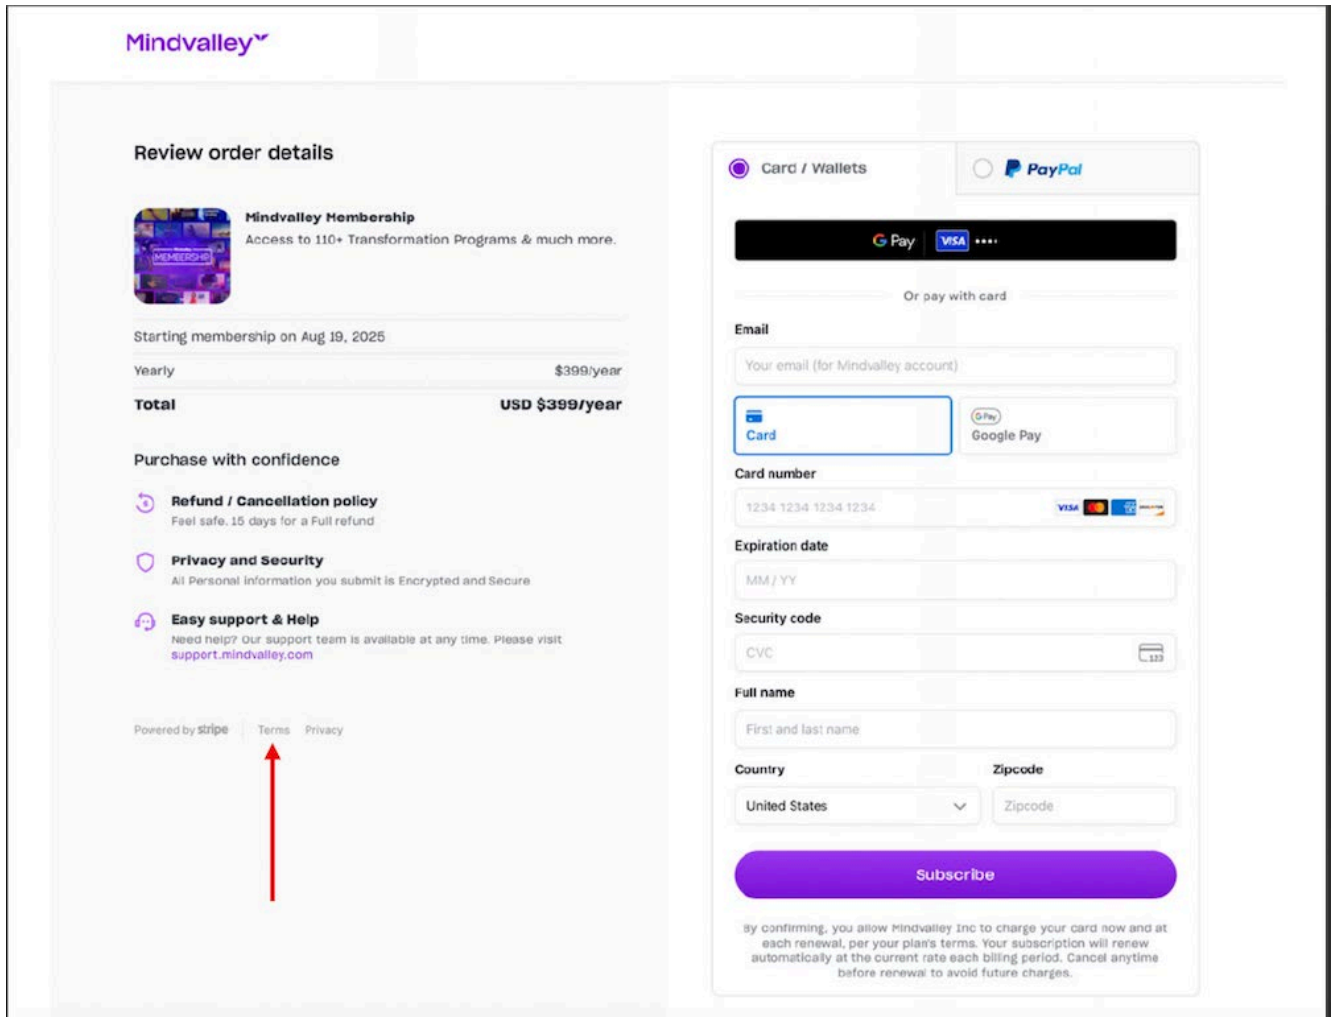 Mindvalley
Review order details
Mindvalley Membership
Access to 110+ Transformation Programs & much more.
MEMBERSHIP
Starting membership on Aug 19, 2025
Yearly $399/year
Total USD $399/year
Purchase with confidence
Refund / Cancellation policy
Feel safe. 15 days for a Full refund
Privacy and Security
All Personal information you submit is Encrypted and Secure
Easy support & Help
Need help? Our support team is available at any time. Please visit
support.mindvalley.com
Powered by stripe Terms Privacy
Card / Wallets PayPal
G Pay VISA ••••
Or pay with card
Email
Your email (for Mindvalley account)
G Pay
Card Google Pay
Card number
1234 1234 1234 1234 VISA
Expiration date
MM / YY
Security code
CVC 123
Full name
First and last name
Country Zipcode
United States Zipcode
Subscribe
By confirming, you allow Mindvalley Inc to charge your card now and at
each renewal, per your plan's terms. Your subscription will renew
automatically at the current rate each billing period. Cancel anytime
before renewal to avoid future charges.